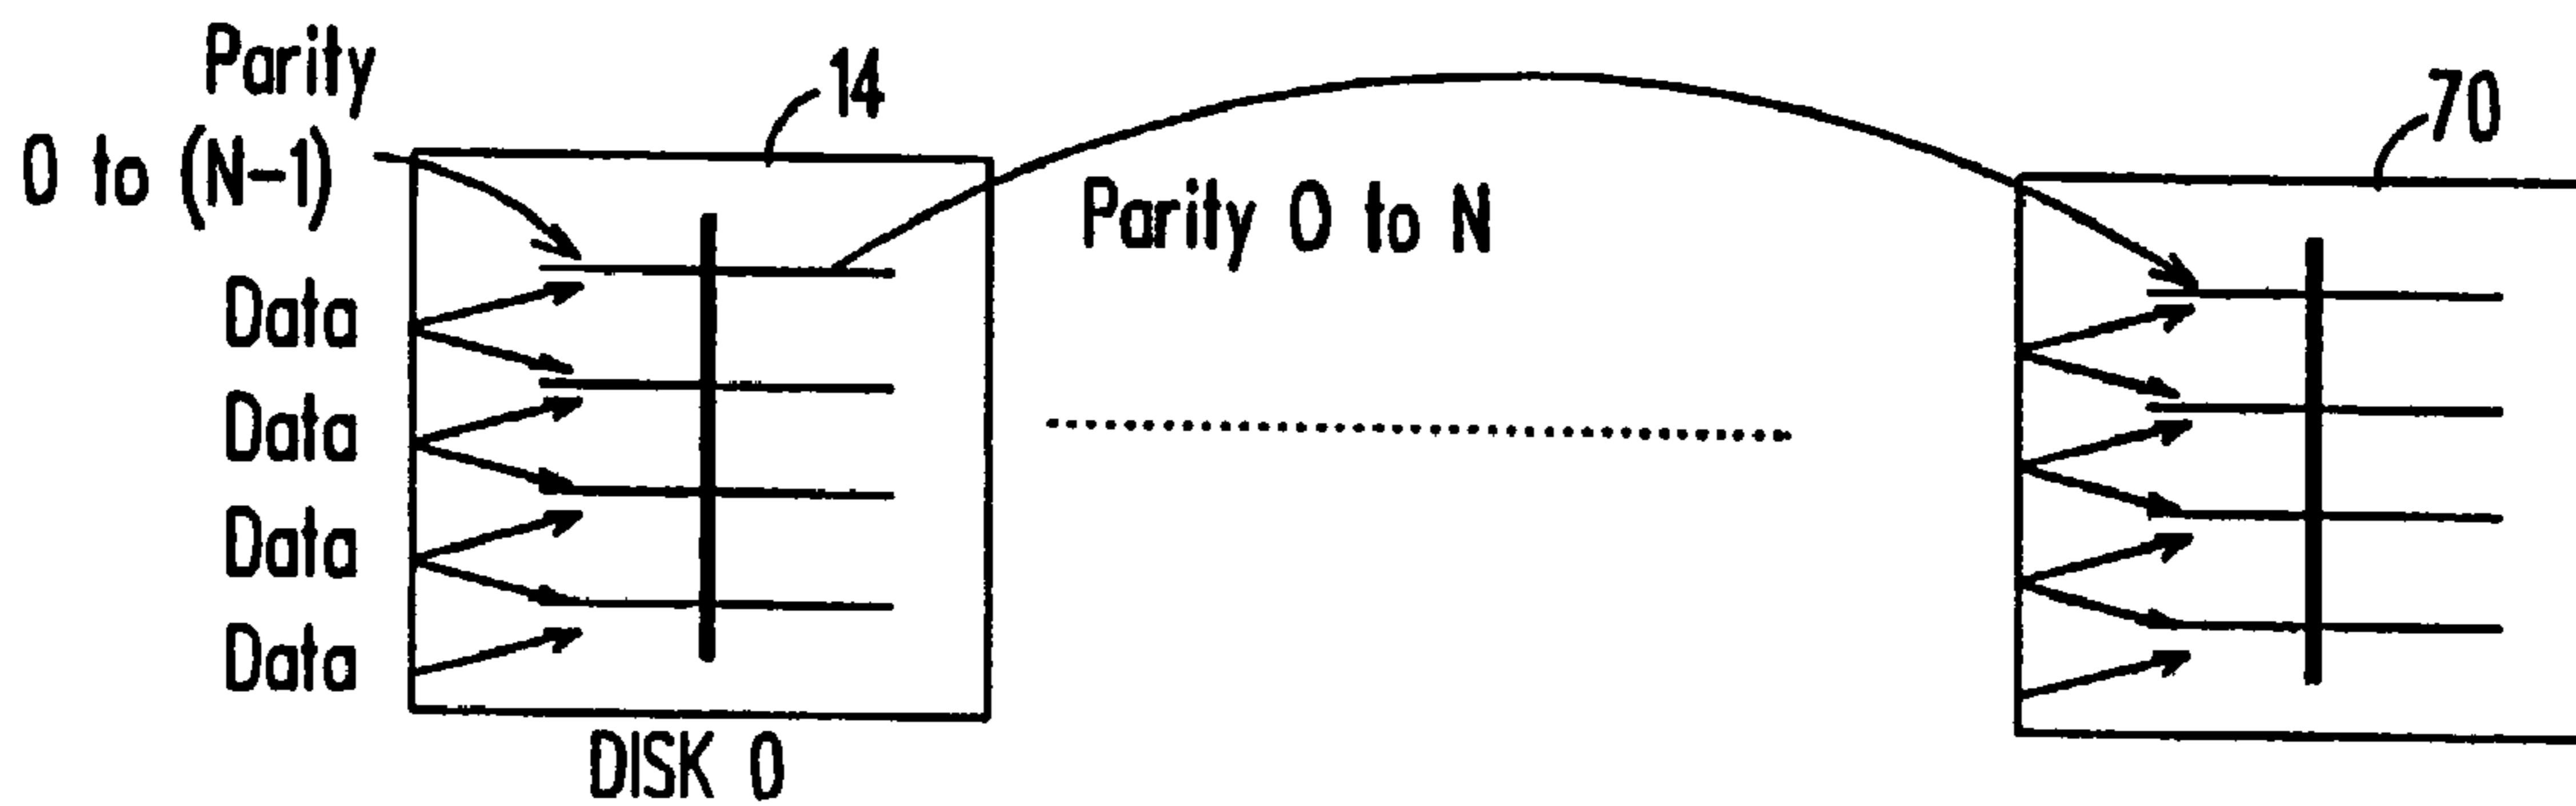 Parity
0 to (N-1)
14
70
Parity 0 to N
Data
Data
Data
Data
DISK 0